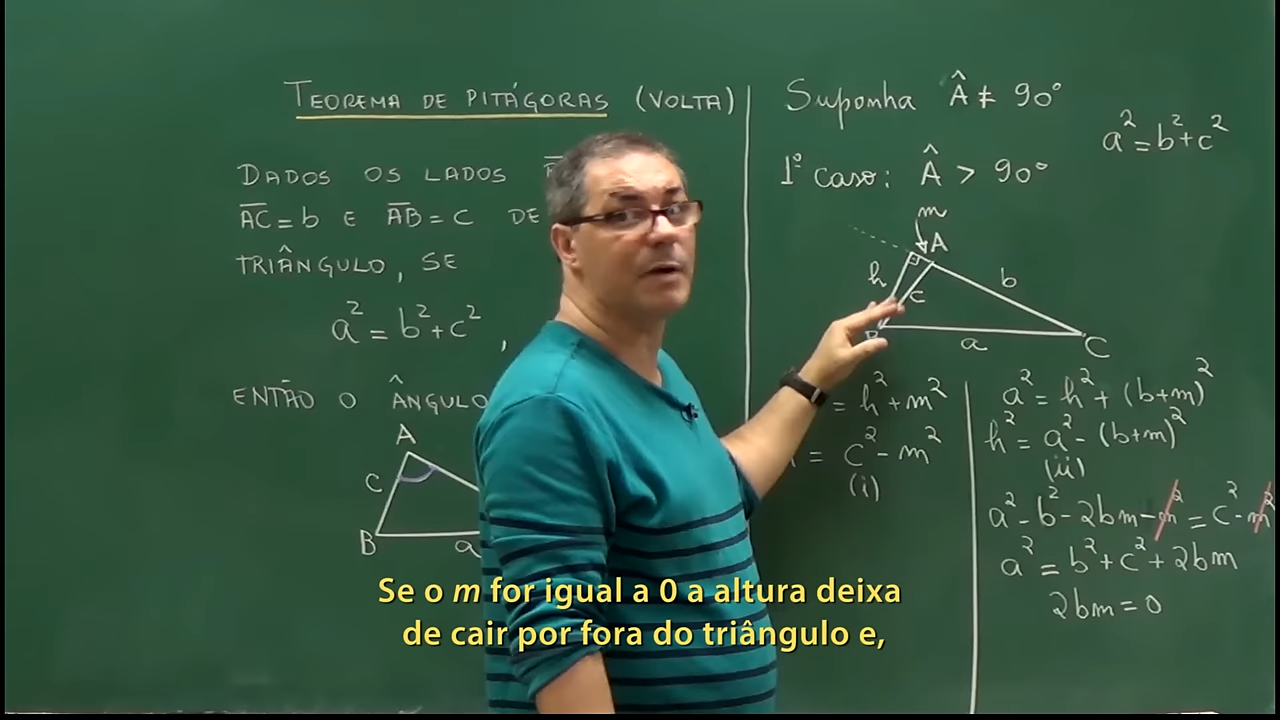 TEOREMA DE PITÁGORAS (VOLTA)
DADOS OS LADOS
A̅C̅ = b E A̅B̅ = c DE
TRIÂNGULO, SE
a² = b² + c² ,
ENTÃO O ÂNGULO
A
C
B
a
Suponha Â ≠ 90°
a² = b² + c²
1º caso: Â > 90°
m
A
h
c
b
B
a
C
= h² + m²
= c² - m²
(i)
a² = h² + (b+m)²
h² = a² - (b+m)²
(ii)
a² - b² - 2bm - m² = c² - m²
a² = b² + c² + 2bm
2bm = 0
Se o m for igual a 0 a altura deixa
de cair por fora do triângulo e,